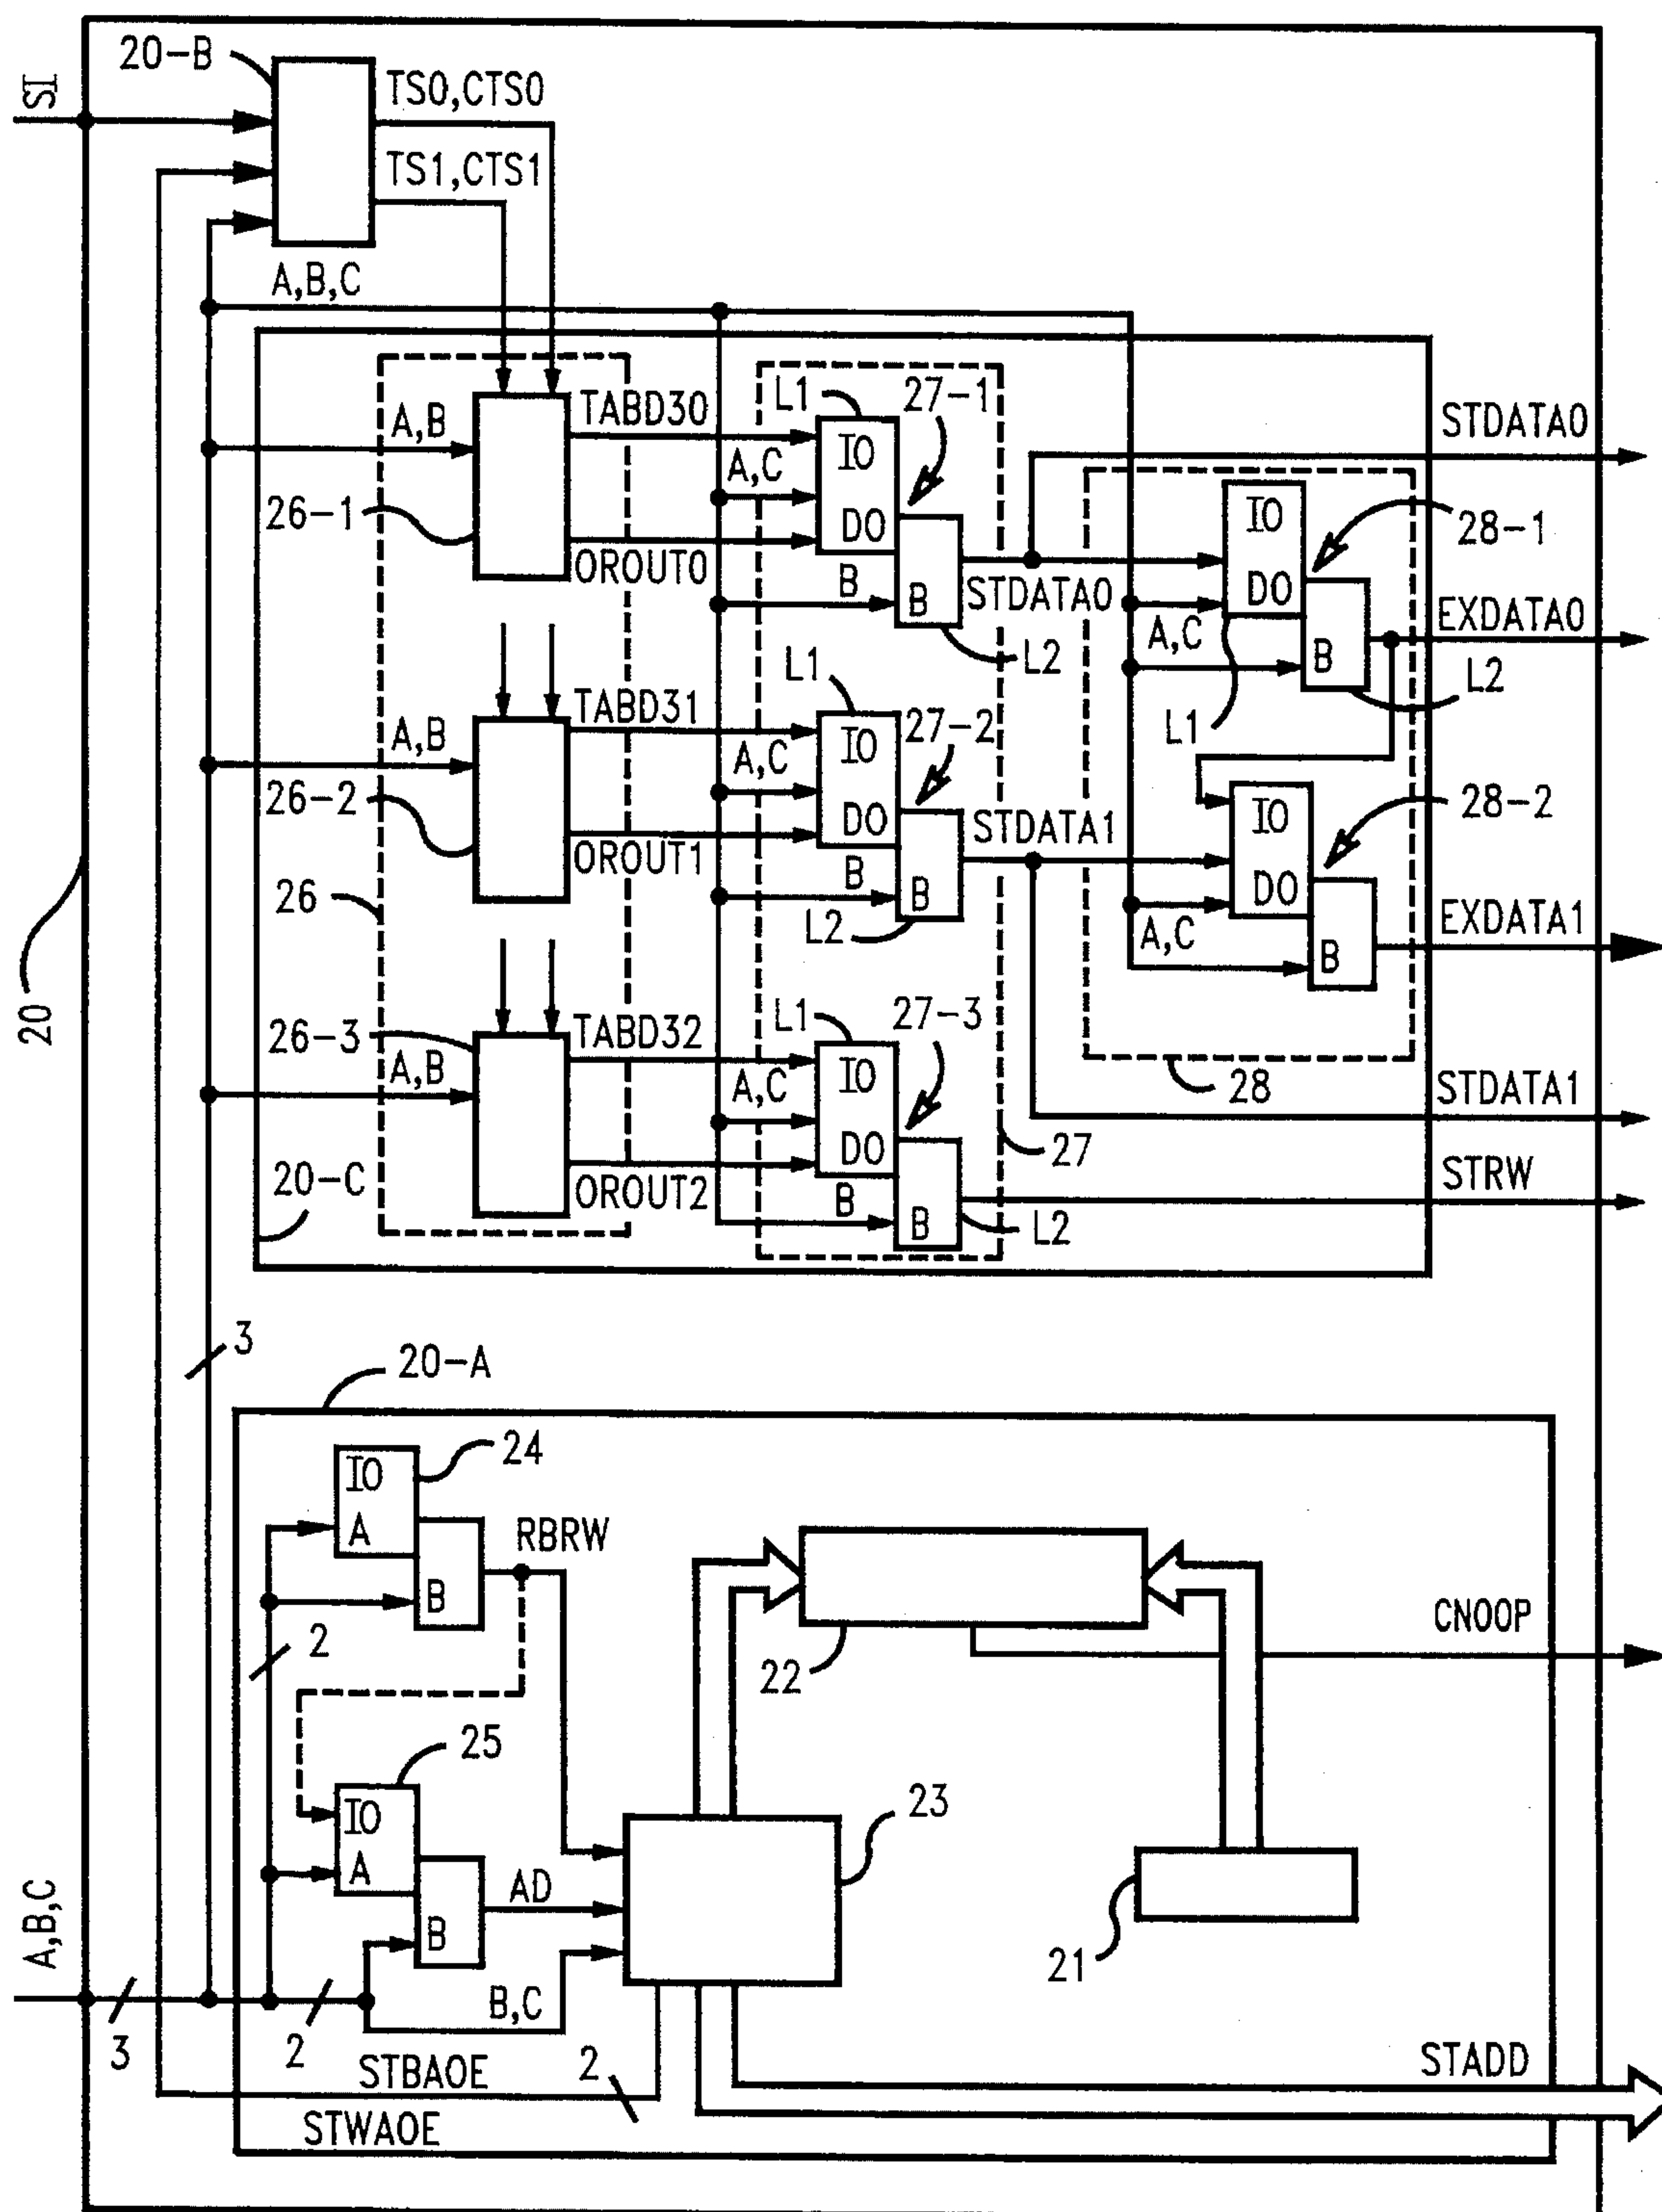 20-B
SI
TS0,CTS0
TS1,CTS1
A,B,C
A,B
26-1
TABD30
OROUT0
L1
IO
DO
A,C
B
B
27-1
STDATA0
L2
STDATA0
IO
DO
28-1
A,C
B
L1
L2
EXDATA0
A,B
26-2
TABD31
OROUT1
L1
IO
DO
A,C
B
B
27-2
L2
STDATA1
IO
DO
28-2
A,C
B
EXDATA1
26
20
26-3
A,B
TABD32
OROUT2
L1
IO
DO
A,C
B
B
27-3
L2
27
28
STDATA1
STRW
20-C
3
20-A
IO
A
B
24
RBRW
2
22
CNOOP
25
IO
A
B
AD
23
21
A,B,C
3
2
B,C
STBAOE
2
STWAOE
STADD